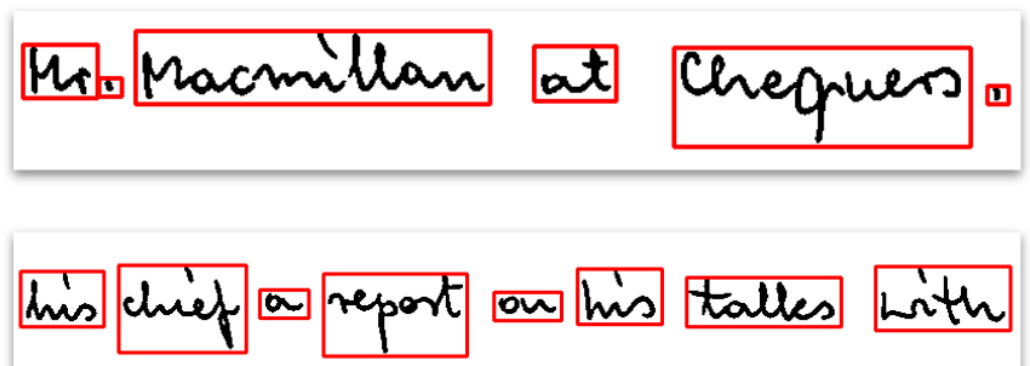 Mr. Macmillan at Chequers.
his chief a report on his talks with